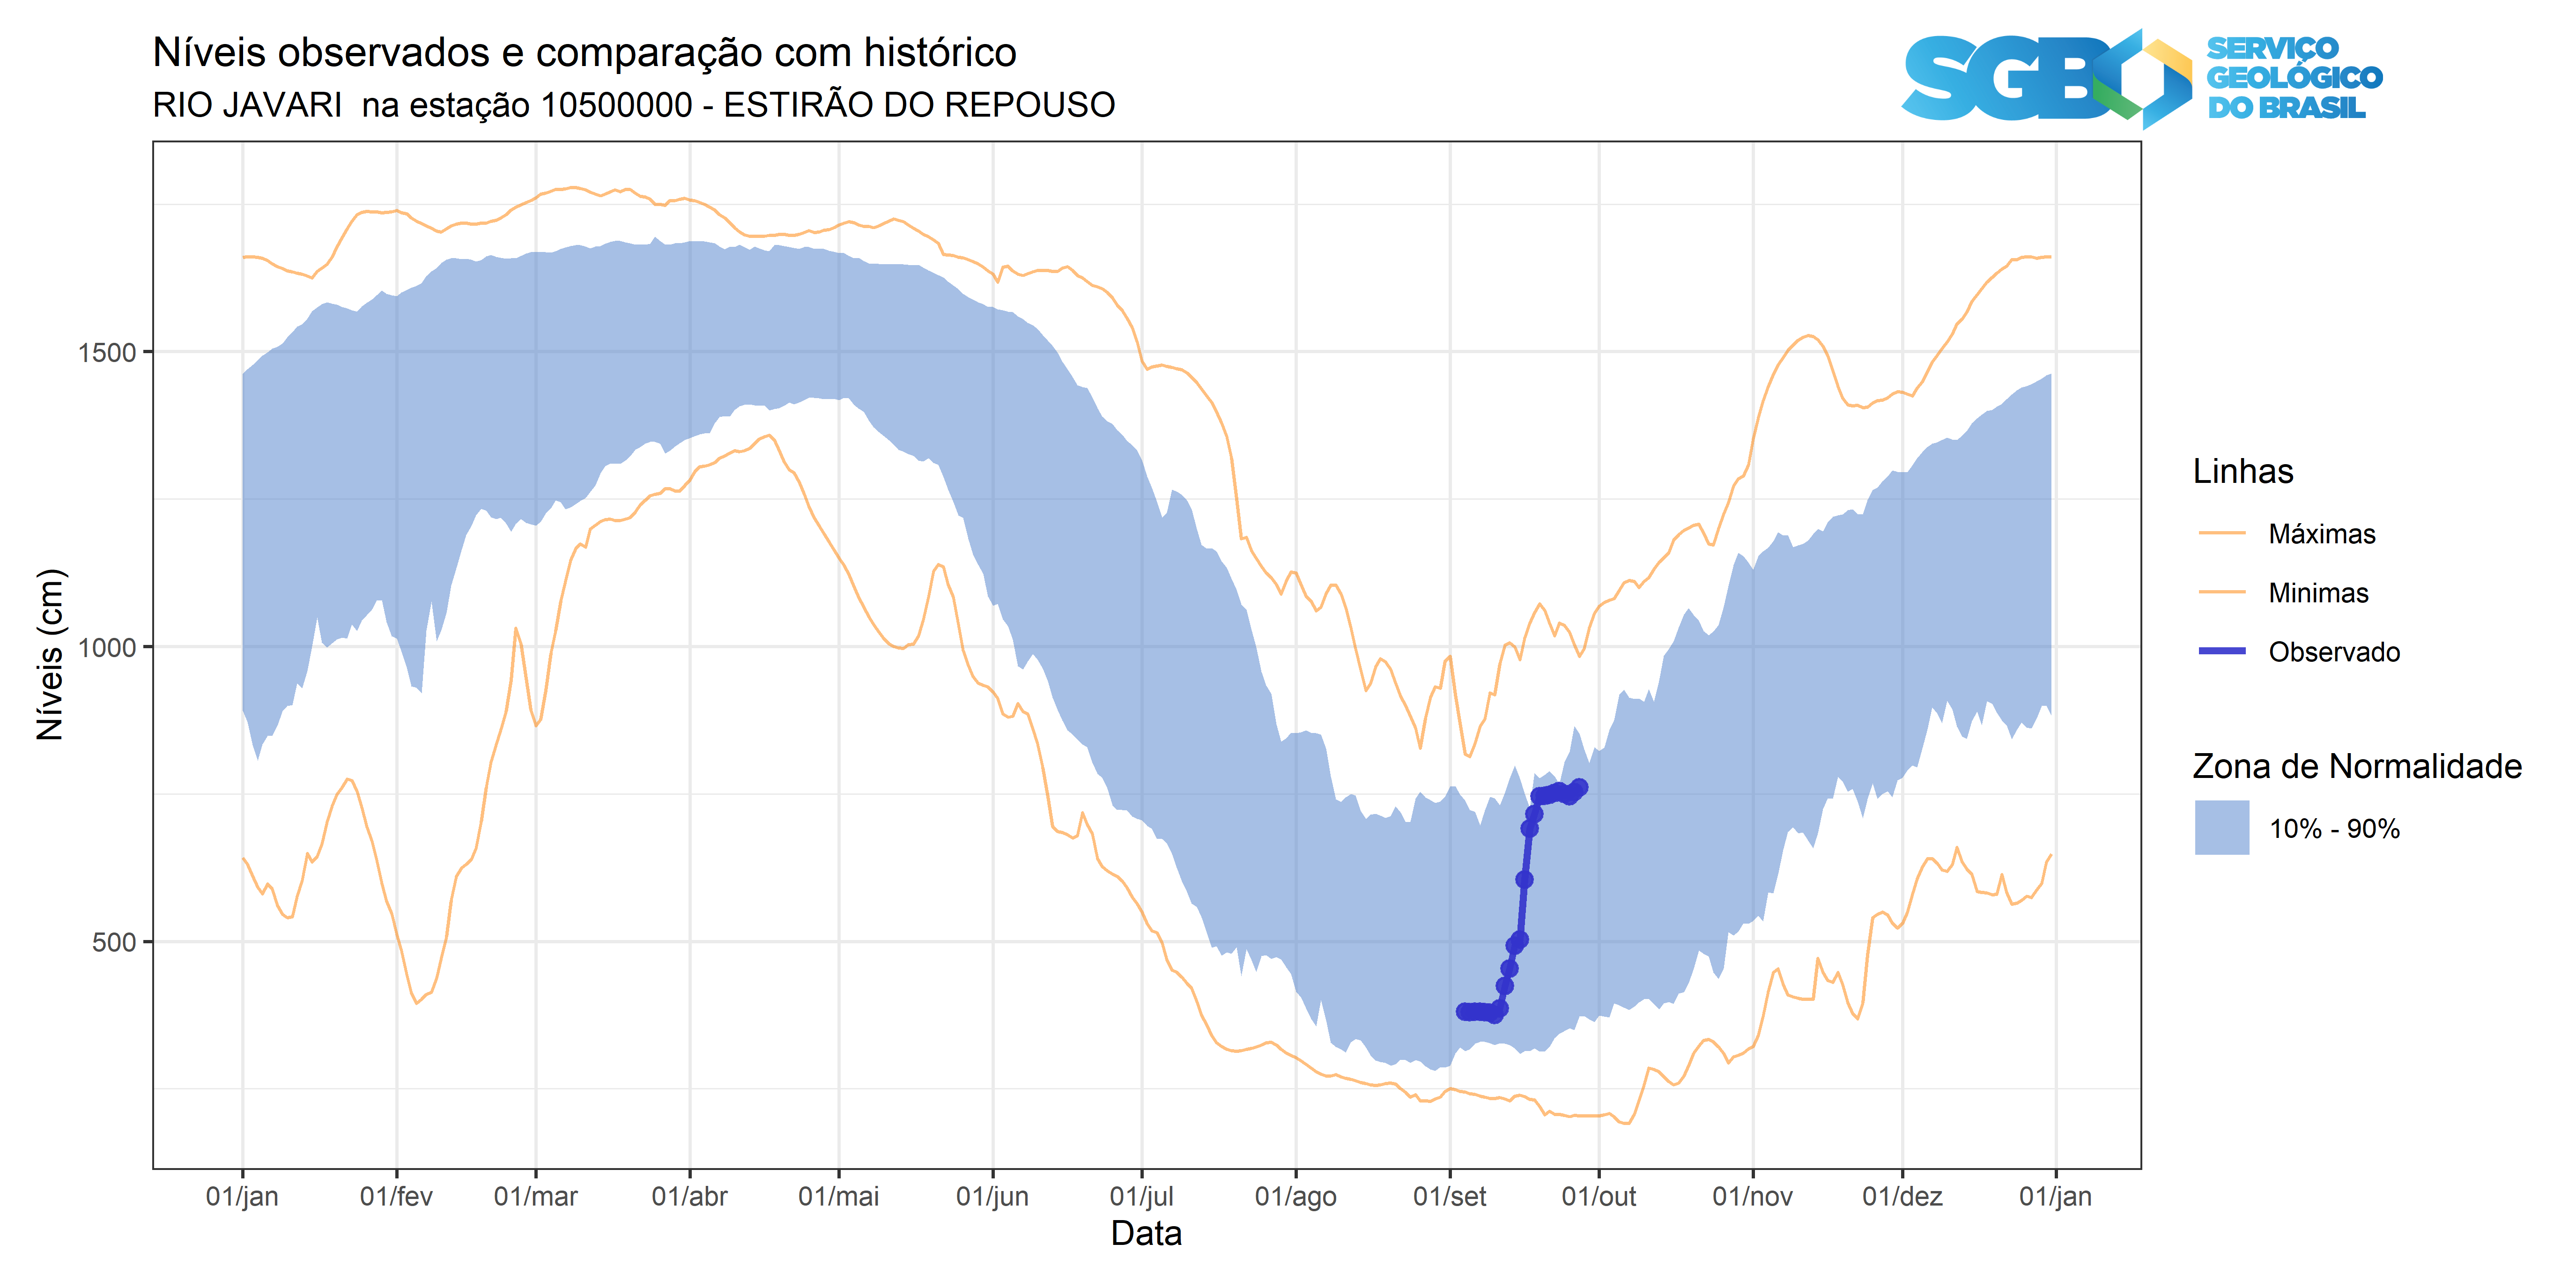 Níveis observados e comparação com histórico
RIO JAVARI  na estação 10500000 - ESTIRÃO DO REPOUSO
SGB
SERVIÇO
GEOLÓGICO
DO BRASIL
Níveis (cm)
1500
1000
500
01/jan 01/fev 01/mar 01/abr 01/mai 01/jun 01/jul 01/ago 01/set 01/out 01/nov 01/dez 01/jan
Data
Linhas
Máximas
Minimas
Observado
Zona de Normalidade
10% - 90%